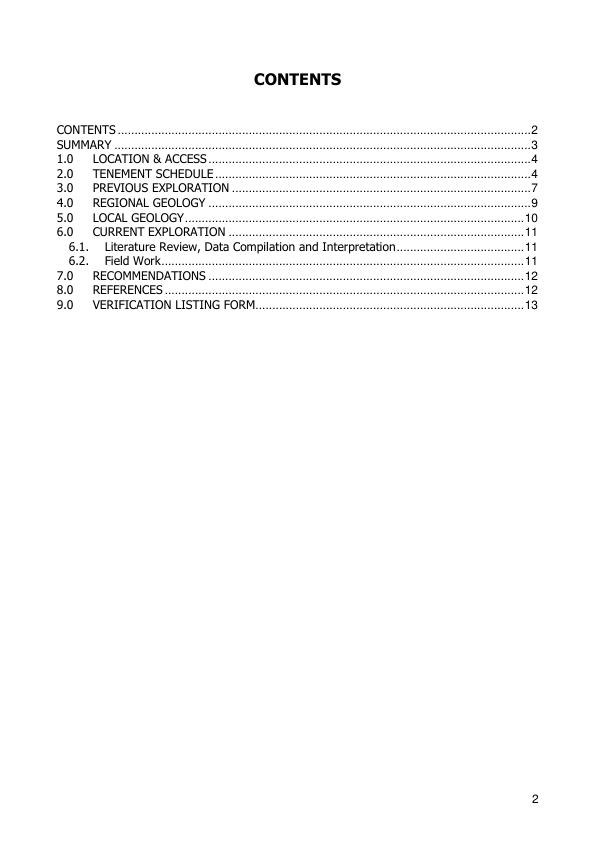 CONTENTS
CONTENTS ............................................................................................................................2
SUMMARY .............................................................................................................................3
1.0 LOCATION & ACCESS ................................................................................................4
2.0 TENEMENT SCHEDULE ..............................................................................................4
3.0 PREVIOUS EXPLORATION .........................................................................................7
4.0 REGIONAL GEOLOGY ................................................................................................9
5.0 LOCAL GEOLOGY.....................................................................................................10
6.0 CURRENT EXPLORATION ........................................................................................11
6.1. Literature Review, Data Compilation and Interpretation......................................11
6.2. Field Work............................................................................................................11
7.0 RECOMMENDATIONS ..............................................................................................12
8.0 REFERENCES ...........................................................................................................12
9.0 VERIFICATION LISTING FORM................................................................................13
2